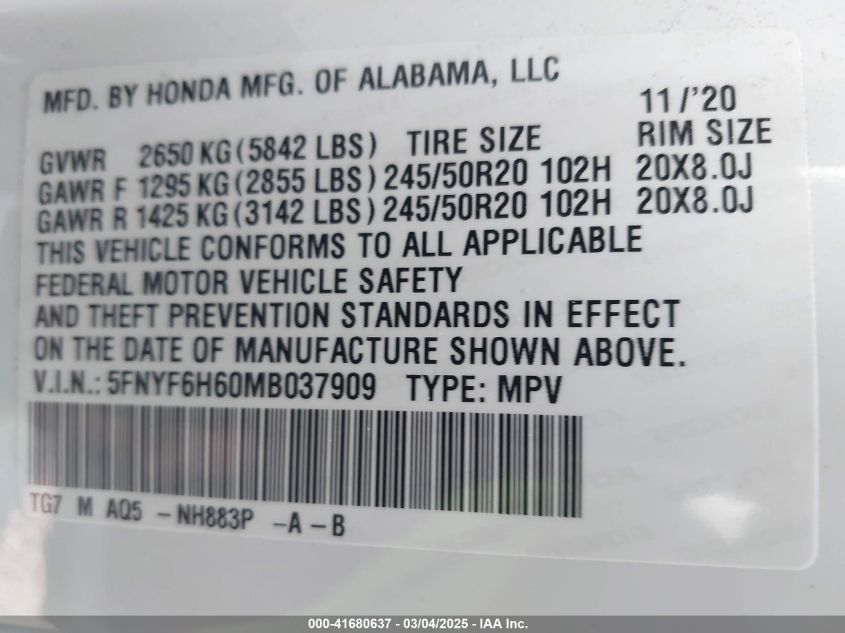 MFD. BY HONDA MFG. OF ALABAMA, LLC
11/'20
GVWR 2650 KG (5842 LBS) TIRE SIZE RIM SIZE
GAWR F 1295 KG (2855 LBS) 245/50R20 102H 20X8.0J
GAWR R 1425 KG (3142 LBS) 245/50R20 102H 20X8.0J
THIS VEHICLE CONFORMS TO ALL APPLICABLE
FEDERAL MOTOR VEHICLE SAFETY
AND THEFT PREVENTION STANDARDS IN EFFECT
ON THE DATE OF MANUFACTURE SHOWN ABOVE.
V.I.N.: 5FNYF6H60MB037909 TYPE: MPV
TG7 M AQ5 -NH883P -A-B
000-41680637 - 03/04/2025 - IAA Inc.